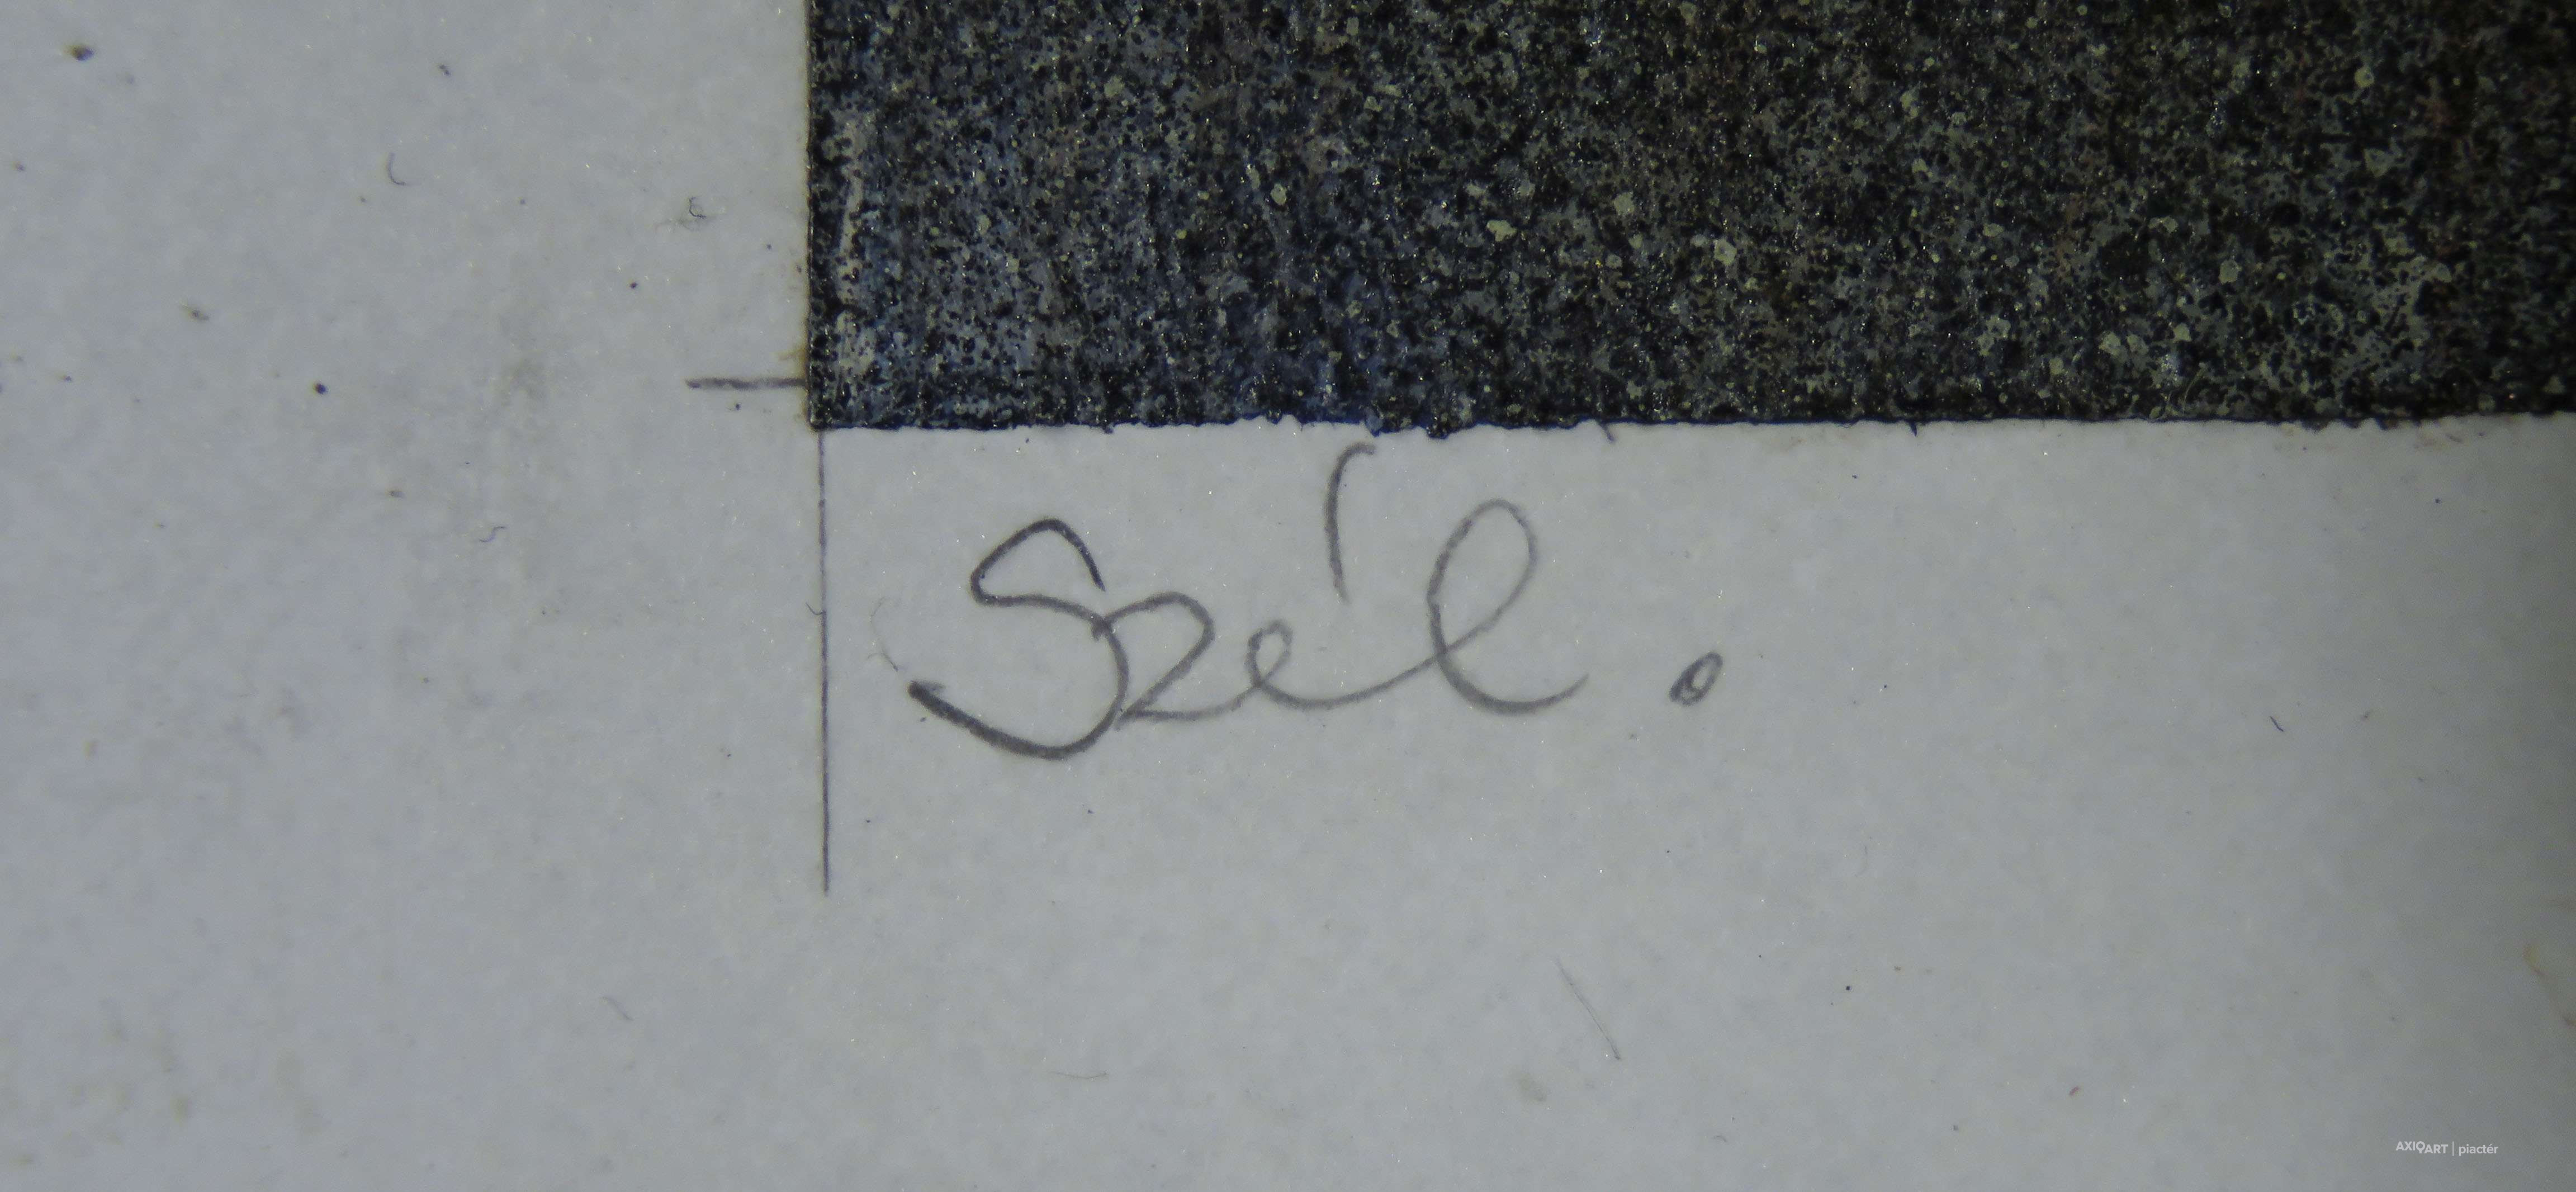 Szél.
AXIOART | piactér